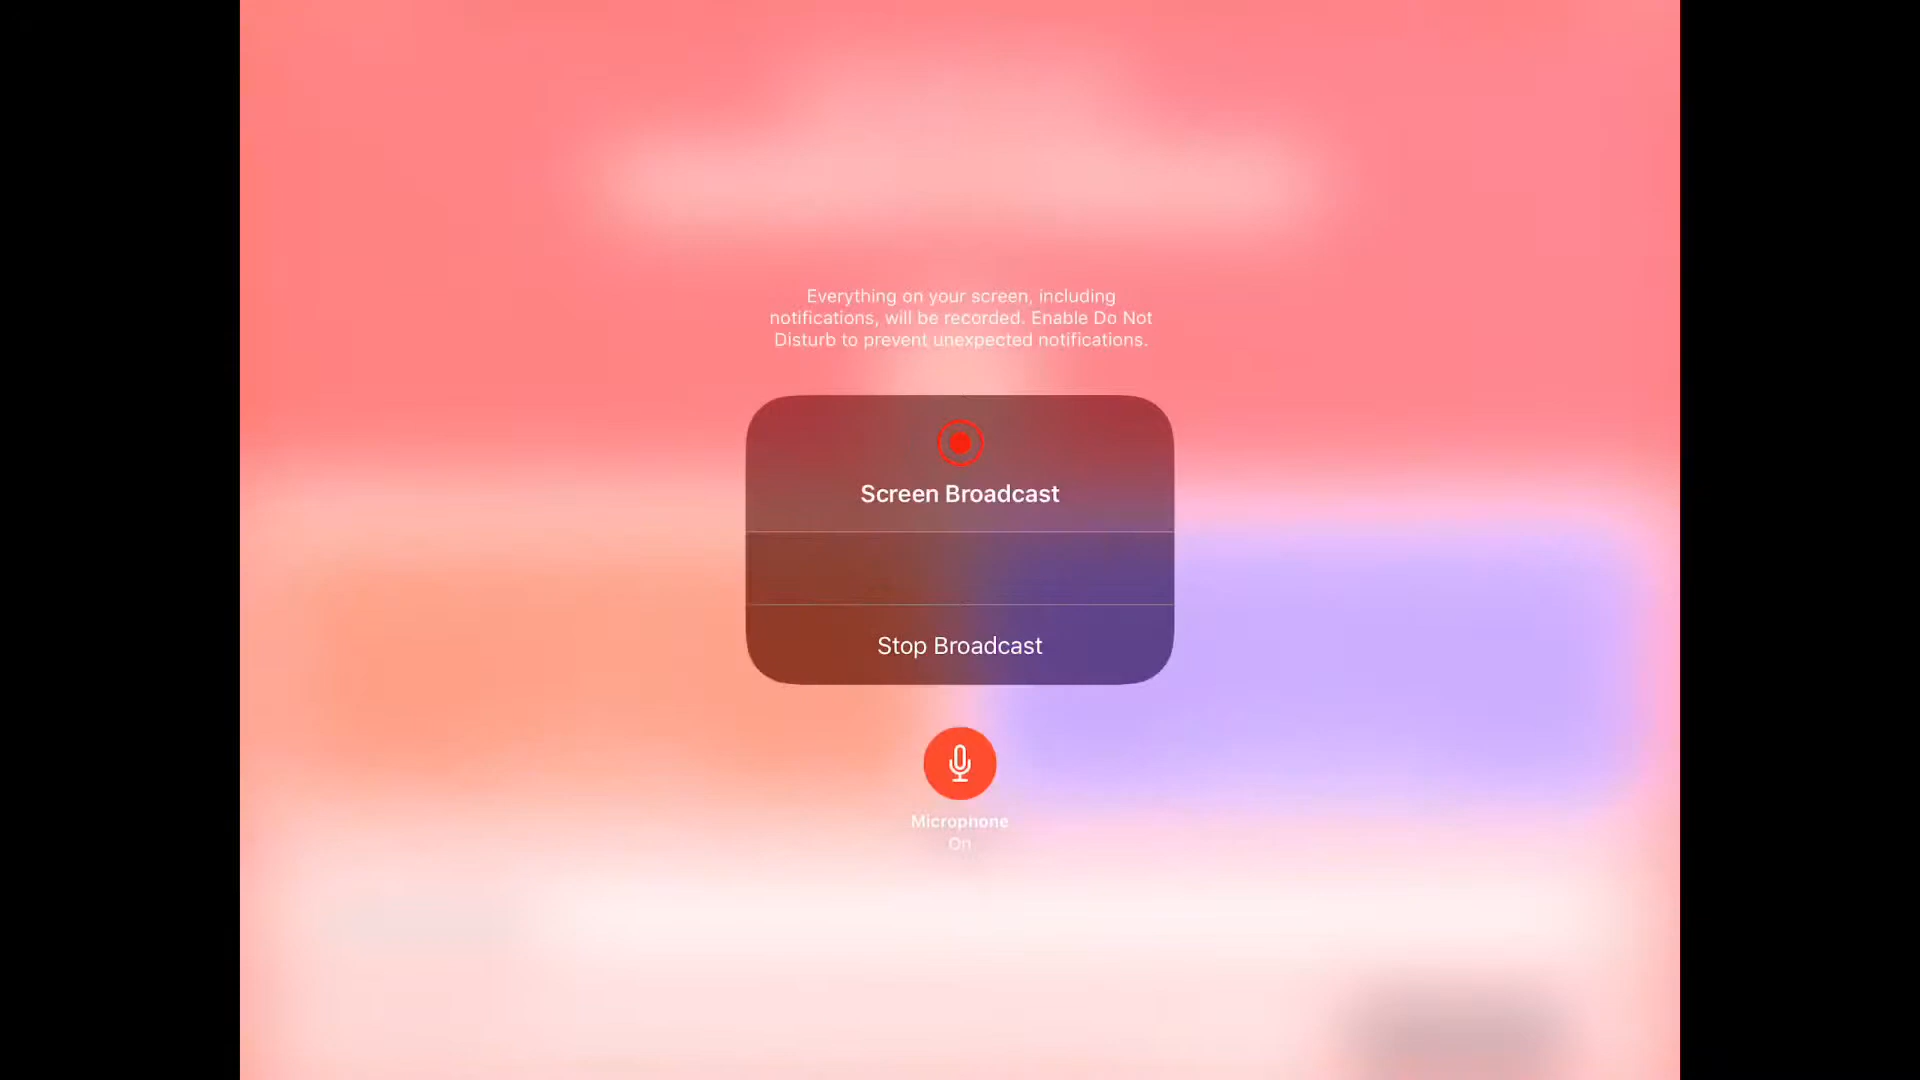 Everything on your screen, including
notifications, will be recorded. Enable Do Not
Disturb to prevent unexpected notifications.
Screen Broadcast
Stop Broadcast
Microphone
On